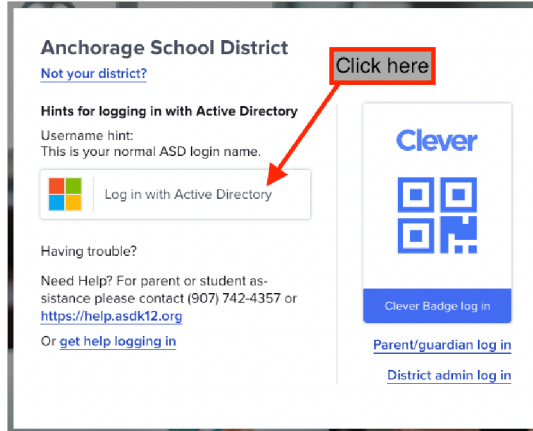 Anchorage School District
Not your district?
Click here
Hints for logging in with Active Directory
Username hint:
This is your normal ASD login name.
Log in with Active Directory
Having trouble?
Need Help? For parent or student as-
sistance please contact (907) 742-4357 or
https://help.asdk12.org
Or get help logging in
Clever
Clever Badge log in
Parent/guardian log in
District admin log in